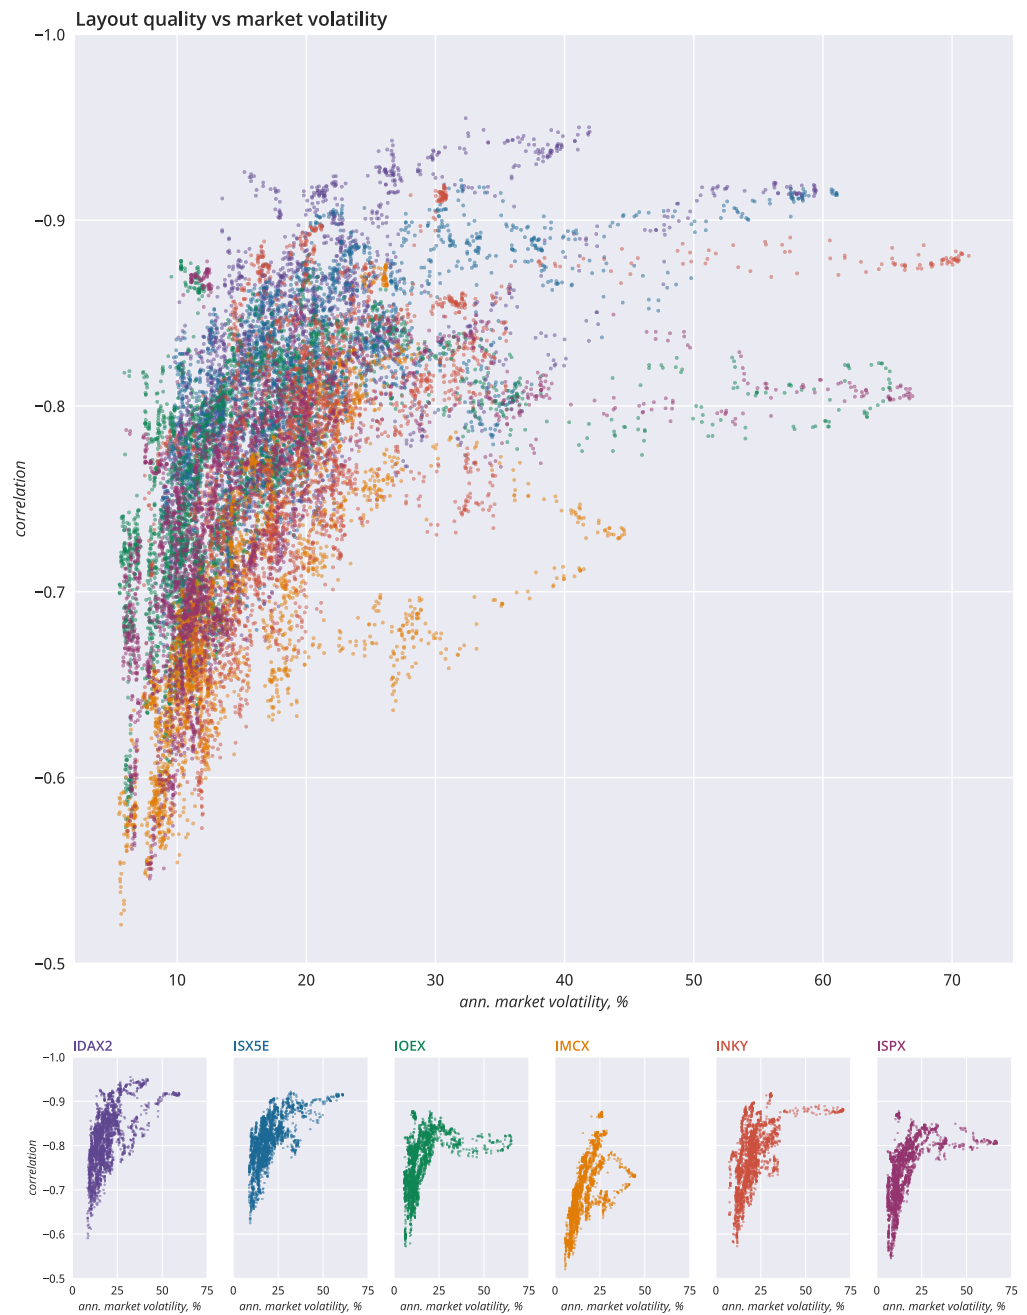 Layout quality vs market volatility
−1.0
−0.9
−0.8
−0.7
−0.6
−0.5
correlation
10 20 30 40 50 60 70
ann. market volatility, %
IDAX2 ISX5E IOEX IMCX INKY ISPX
−1.0
−0.9
−0.8
−0.7
−0.6
−0.5
correlation
0 25 50 75 0 25 50 75 0 25 50 75 0 25 50 75 0 25 50 75 0 25 50 75
ann. market volatility, % ann. market volatility, % ann. market volatility, % ann. market volatility, % ann. market volatility, % ann. market volatility, %